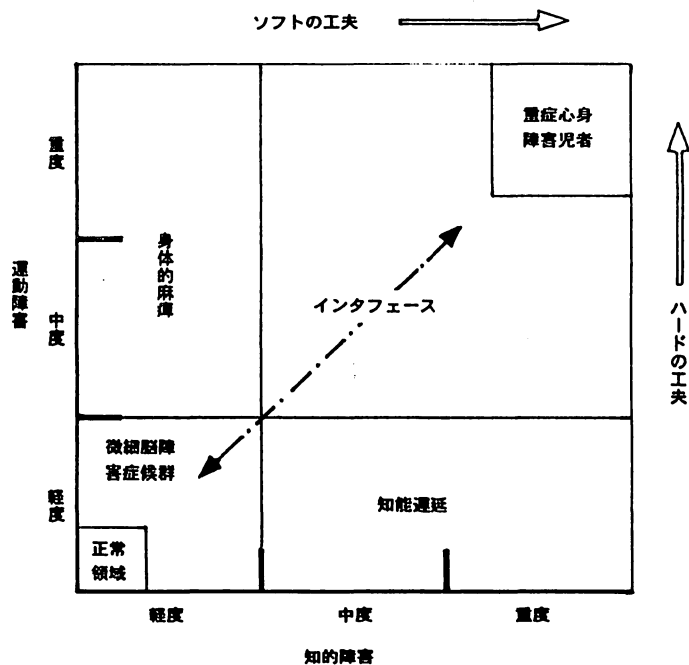 ソフトの工夫
重症心身
障害児者
重度
身体的麻痺
運動障害
中度
インタフェース
ハードの工夫
微細脳障
害症候群
軽度
知能遅延
正常
領域
軽度
中度
重度
知的障害